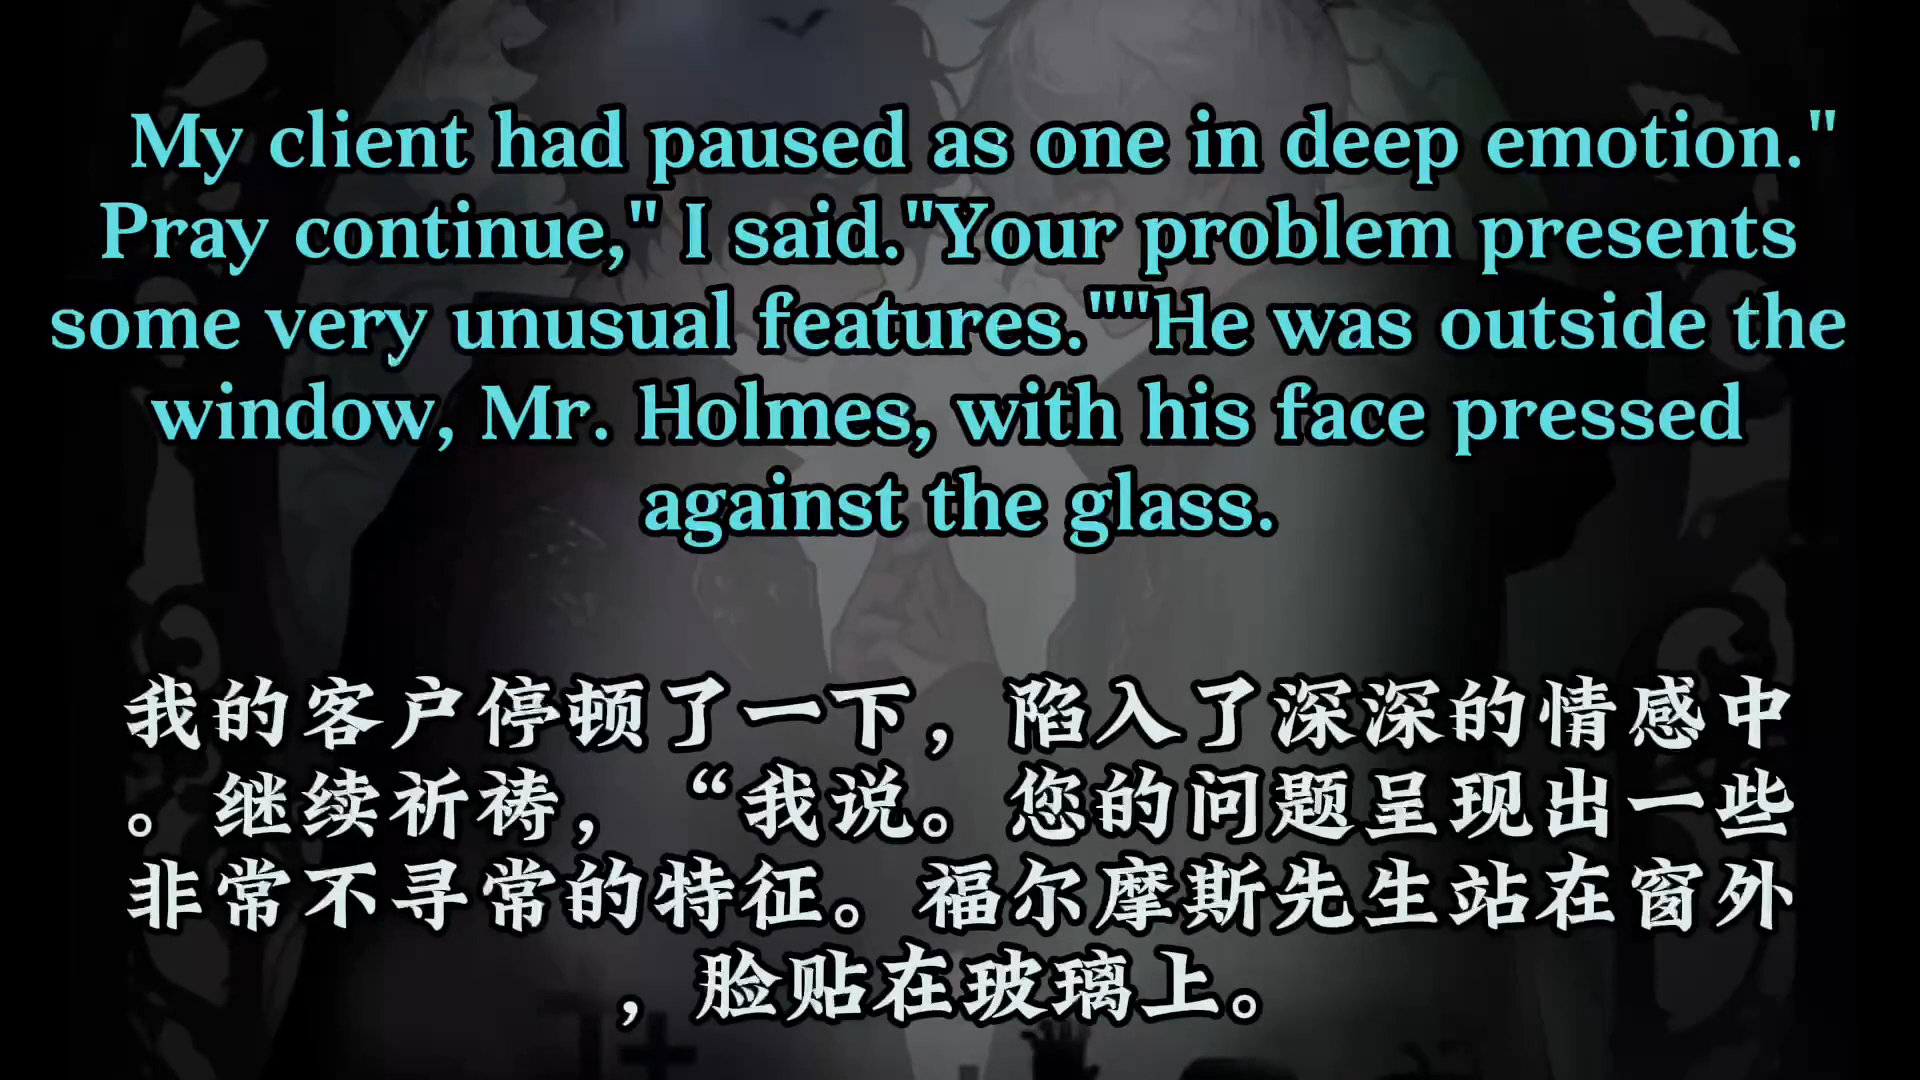 My client had paused as one in deep emotion."
Pray continue," I said."Your problem presents
some very unusual features.""He was outside the
window, Mr. Holmes, with his face pressed
against the glass.
我的客户停顿了一下，陷入了深深的情感中
。继续祈祷，“我说。您的问题呈现出一些
非常不寻常的特征。福尔摩斯先生站在窗外
，脸贴在玻璃上。